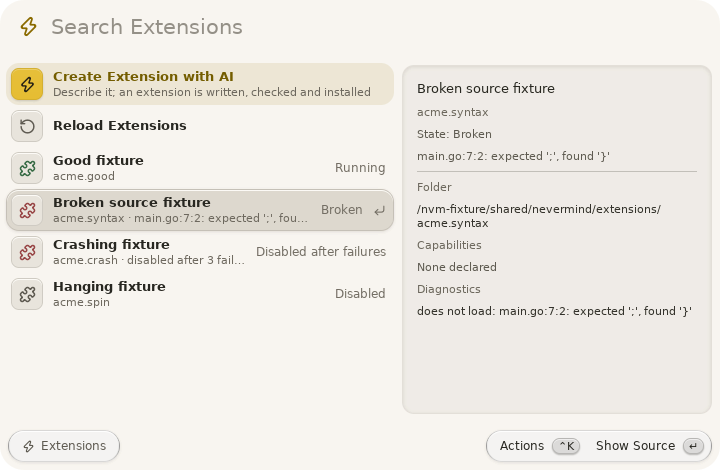 Search Extensions
Create Extension with AI
Describe it; an extension is written, checked and installed
Reload Extensions
Good fixture
acme.good
Running
Broken source fixture
acme.syntax · main.go:7:2: expected ';', fou...
Broken
Crashing fixture
acme.crash · disabled after 3 fail...
Disabled after failures
Hanging fixture
acme.spin
Disabled
Broken source fixture
acme.syntax
State: Broken
main.go:7:2: expected ';', found '}'
Folder
/nvm-fixture/shared/nevermind/extensions/
acme.syntax
Capabilities
None declared
Diagnostics
does not load: main.go:7:2: expected ';', found '}'
Extensions
Actions ^K Show Source ↵